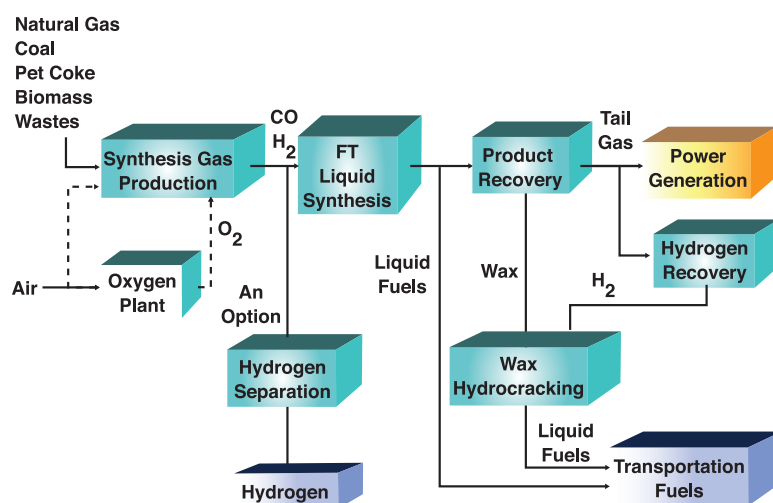 Natural Gas
Coal
Pet Coke
Biomass
Wastes
Synthesis Gas
Production
CO
H2
FT
Liquid
Synthesis
Product
Recovery
Tail
Gas
Power
Generation
O2
Air
Oxygen
Plant
An
Option
Liquid
Fuels
Wax
Hydrogen
Recovery
H2
Hydrogen
Separation
Wax
Hydrocracking
Liquid
Fuels
Hydrogen
Transportation
Fuels